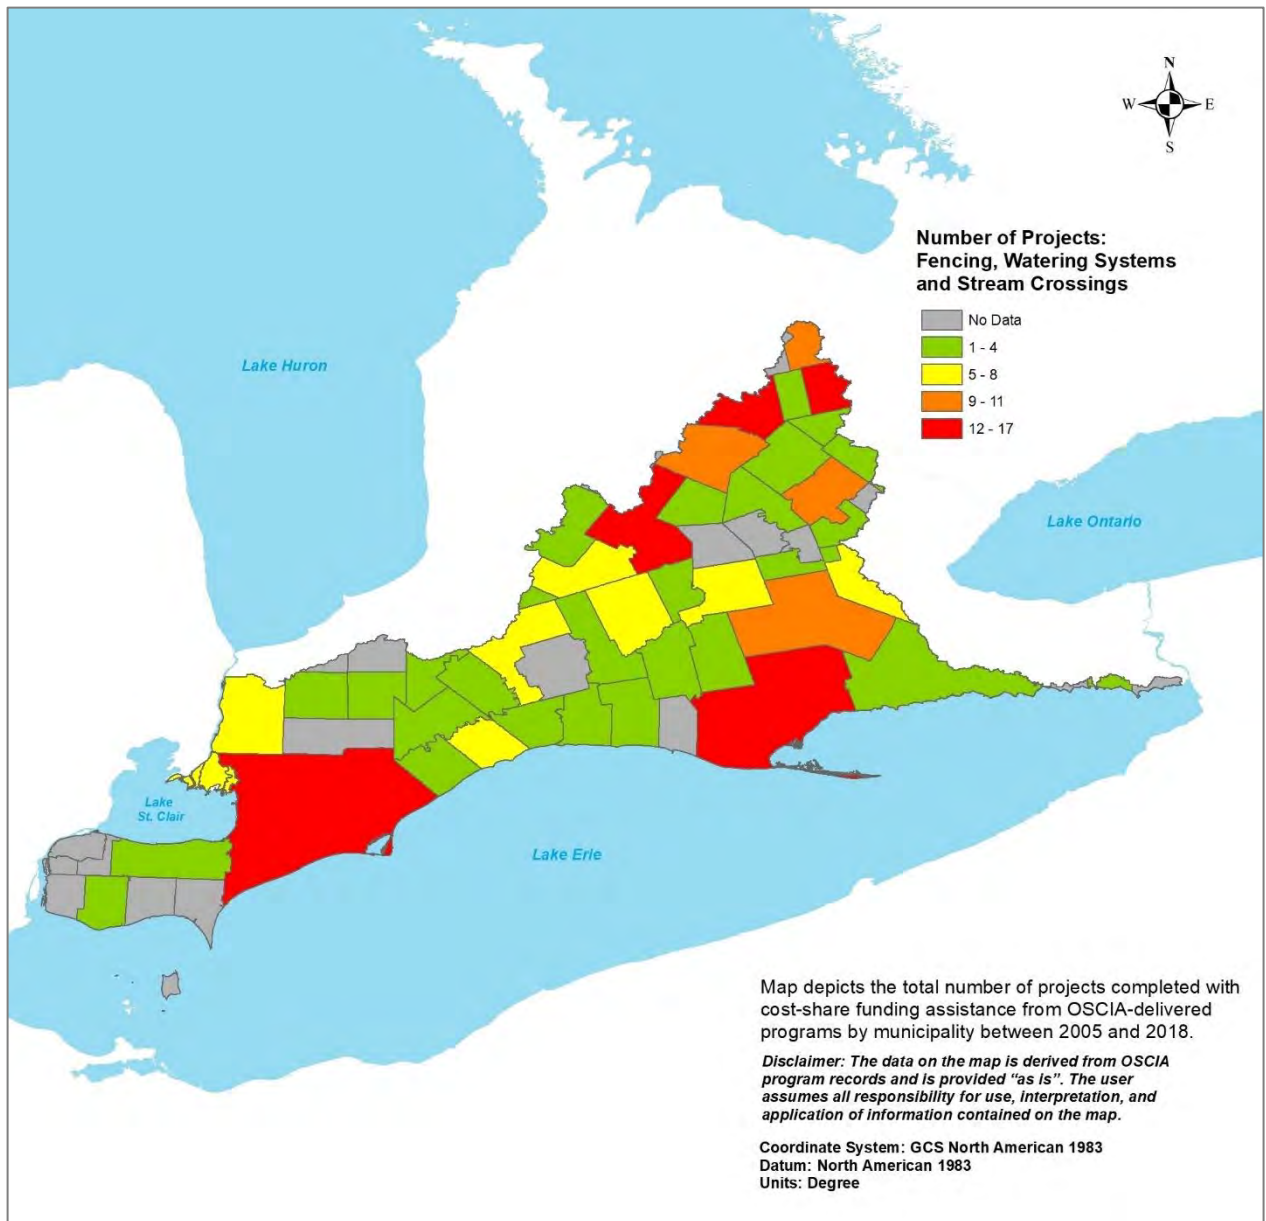 N
W E
S
Number of Projects:
Fencing, Watering Systems
and Stream Crossings
No Data
1 - 4
5 - 8
9 - 11
12 - 17
Lake Huron
Lake Ontario
Lake
St. Clair
Lake Erie
Map depicts the total number of projects completed with
cost-share funding assistance from OSCIA-delivered
programs by municipality between 2005 and 2018.
Disclaimer: The data on the map is derived from OSCIA
program records and is provided “as is”. The user
assumes all responsibility for use, interpretation, and
application of information contained on the map.
Coordinate System: GCS North American 1983
Datum: North American 1983
Units: Degree